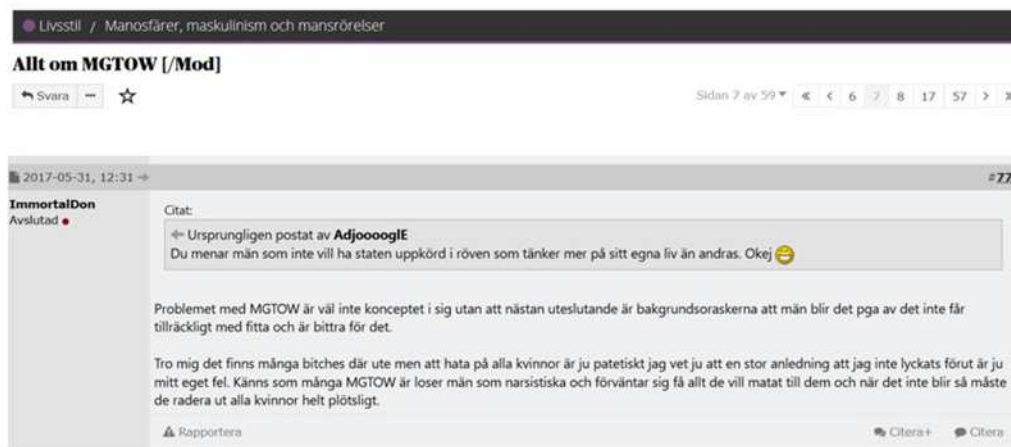 Livsstil / Manosfärer, maskulinism och mansrörelser
Allt om MGTOW [/Mod]
Svara
Sidan 7 av 59 « < 6 7 8 17 57 >
2017-05-31, 12:31
#77
ImmortalDon
Avslutad
Citat:
Ursprungligen postat av AdjooooglE
Du menar män som inte vill ha staten uppkörd i röven som tänker mer på sitt egna liv än andras. Okej
Problemet med MGTOW är väl inte konceptet i sig utan att nästan uteslutande är bakgrundsoraskerna att män blir det pga av det inte får
tillräckligt med fitta och är bittra för det.
Tro mig det finns många bitches där ute men att hata på alla kvinnor är ju patetiskt jag vet ju att en stor anledning att jag inte lyckats förut är ju
mitt eget fel. Känns som många MGTOW är loser män som narsistiska och förväntar sig få allt de vill matat till dem och när det inte blir så måste
de radera ut alla kvinnor helt plötsligt.
Rapportera
Citera+ Citera